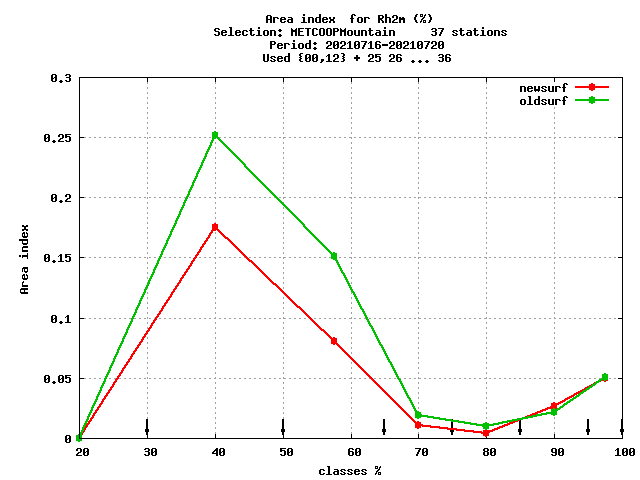 Area index  for Rh2m (%)
Selection: METCOOPMountain     37 stations
Period: 20210716-20210720
Used {00,12} + 25 26 ... 36
newsurf
oldsurf
0.3
0.25
0.2
0.15
0.1
0.05
0
Area index
20 30 40 50 60 70 80 90 100
classes %